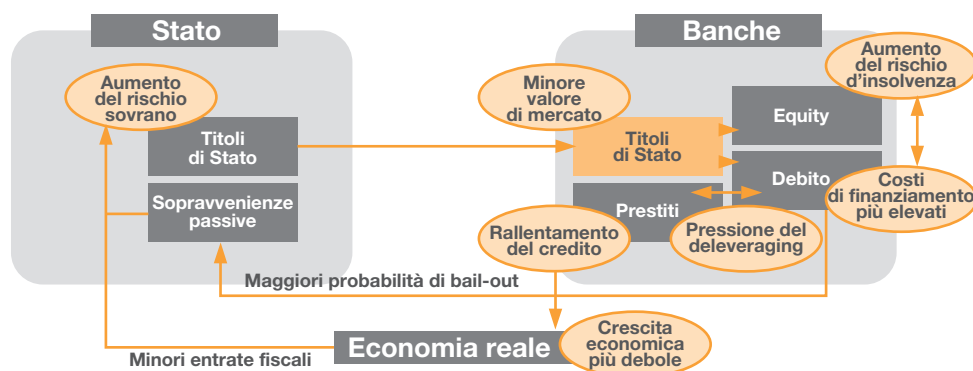 Stato
Banche
Aumento
del rischio
sovrano
Titoli
di Stato
Sopravvenienze
passive
Minore
valore
di mercato
Titoli
di Stato
Equity
Debito
Prestiti
Aumento
del rischio
d'insolvenza
Costi
di finanziamento
più elevati
Rallentamento
del credito
Pressione del
deleveraging
Maggiori probabilità di bail-out
Minori entrate fiscali
Economia reale
Crescita
economica
più debole